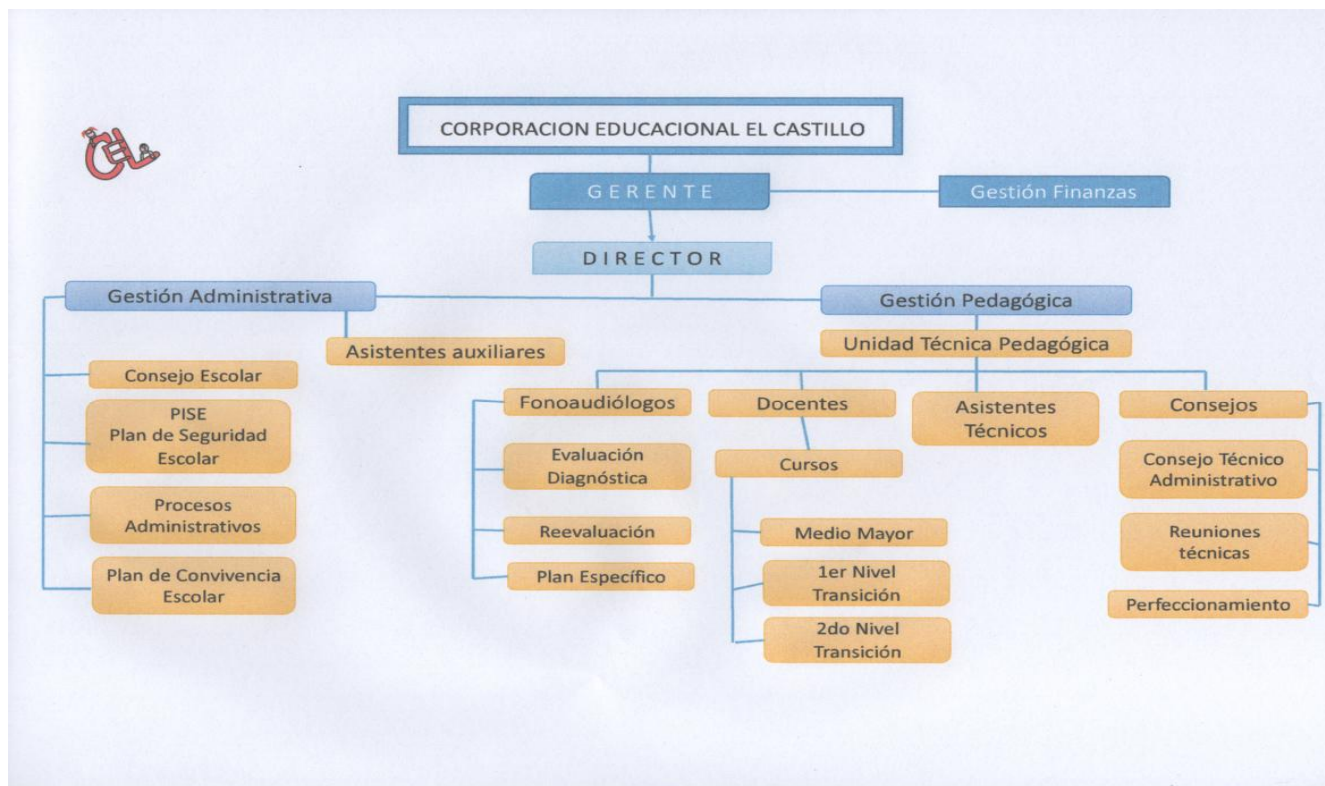 CEL
CORPORACION EDUCACIONAL EL CASTILLO
GERENTE
Gestión Finanzas
DIRECTOR
Gestión Administrativa
Gestión Pedagógica
Asistentes auxiliares
Unidad Técnica Pedagógica
Consejo Escolar
PISE
Plan de Seguridad
Escolar
Procesos
Administrativos
Plan de Convivencia
Escolar
Fonoaudiólogos
Evaluación
Diagnóstica
Reevaluación
Plan Específico
Docentes
Cursos
Medio Mayor
1er Nivel
Transición
2do Nivel
Transición
Asistentes
Técnicos
Consejos
Consejo Técnico
Administrativo
Reuniones
técnicas
Perfeccionamiento